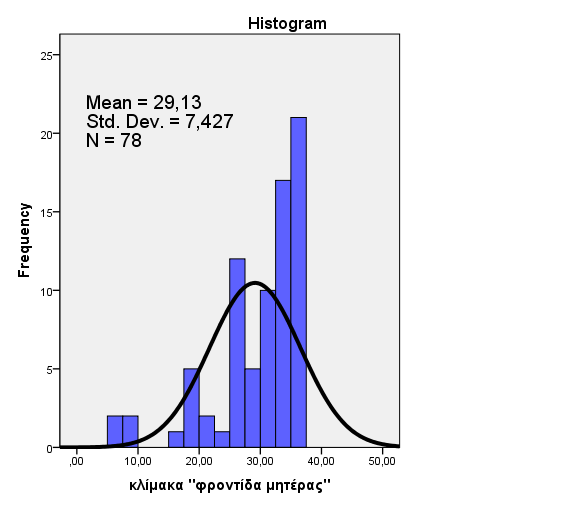 Histogram
25
Mean = 29,13
Std. Dev. = 7,427
N = 78
20
15
Frequency
10
5
0
,00 10,00 20,00 30,00 40,00 50,00
κλίμακα "φροντίδα μητέρας"